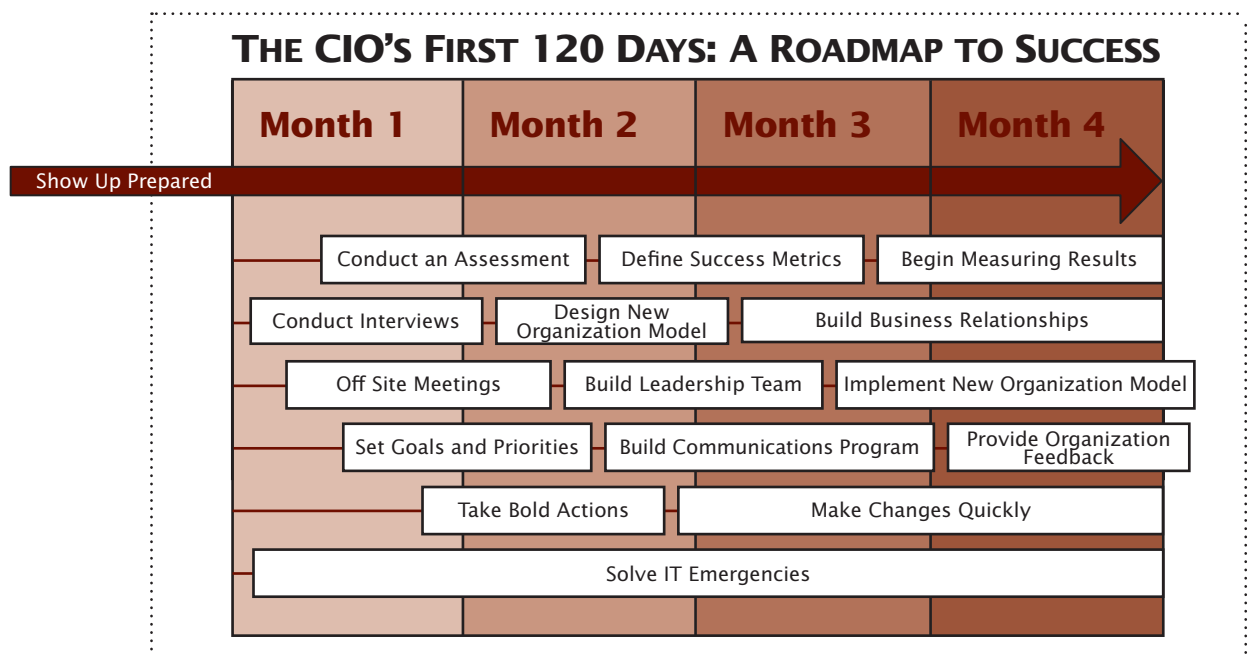 THE CIO'S FIRST 120 DAYS: A ROADMAP TO SUCCESS
Month 1
Month 2
Month 3
Month 4
Show Up Prepared
Conduct an Assessment
Define Success Metrics
Begin Measuring Results
Conduct Interviews
Design New
Organization Model
Build Business Relationships
Off Site Meetings
Build Leadership Team
Implement New Organization Model
Set Goals and Priorities
Build Communications Program
Provide Organization
Feedback
Take Bold Actions
Make Changes Quickly
Solve IT Emergencies